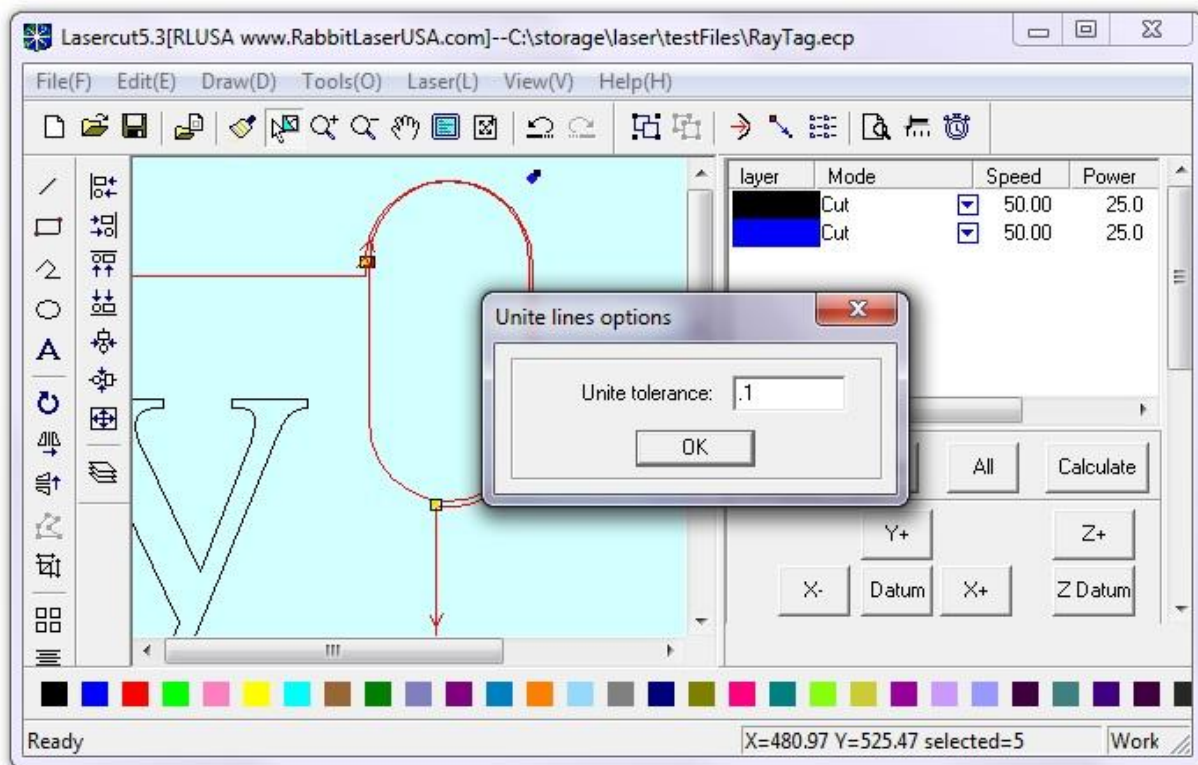 Lasercut5.3[RLUSA www.RabbitLaserUSA.com]--C:\storage\laser\testFiles\RayTag.ecp
File(F) Edit(E) Draw(D) Tools(O) Laser(L) View(V) Help(H)
layer Mode Speed Power
Cut 50.00 25.0
Cut 50.00 25.0
Unite lines options
Unite tolerance: .1
OK
All Calculate
Y+ Z+
X- Datum X+ Z Datum
A
y
Ready X=480.97 Y=525.47 selected=5 Work